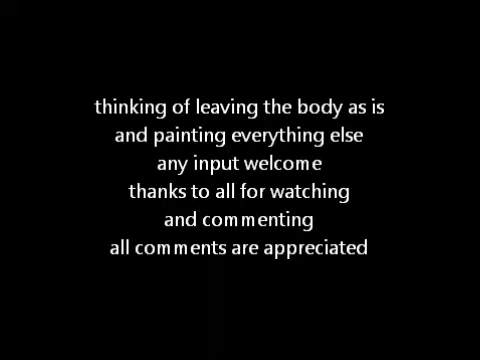 thinking of leaving the body as is
and painting everything else
any input welcome
thanks to all for watching
and commenting
all comments are appreciated